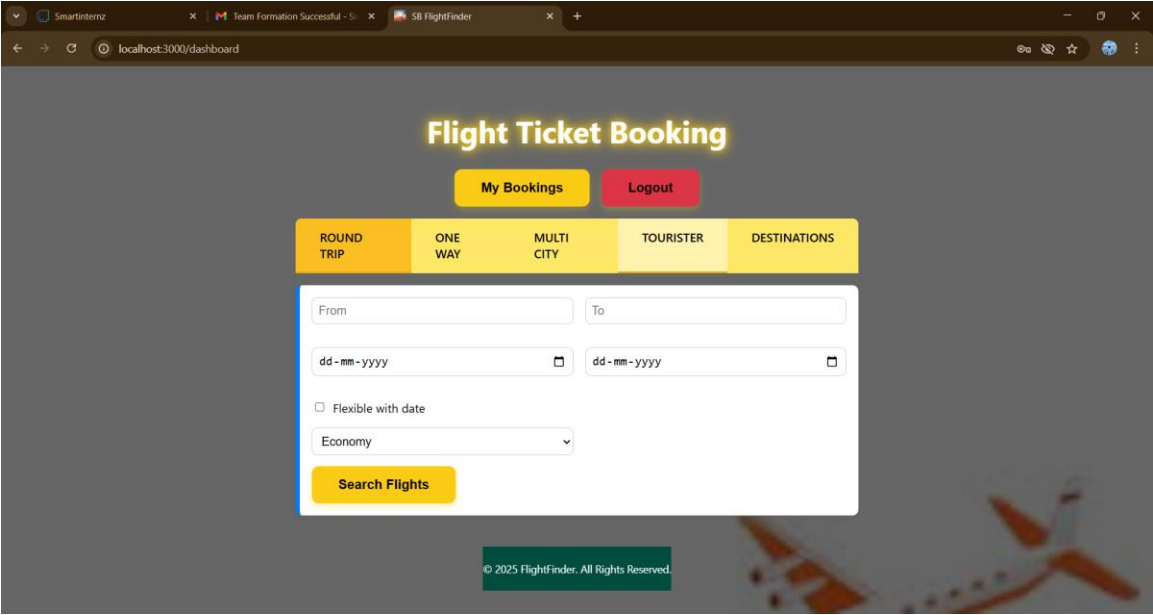 Smartinternz
Team Formation Successful - S
SB FlightFinder
localhost:3000/dashboard
Flight Ticket Booking
My Bookings
Logout
ROUND TRIP
ONE WAY
MULTI CITY
TOURISTER
DESTINATIONS
From
To
dd-mm-yyyy
dd-mm-yyyy
Flexible with date
Economy
Search Flights
© 2025 FlightFinder. All Rights Reserved.